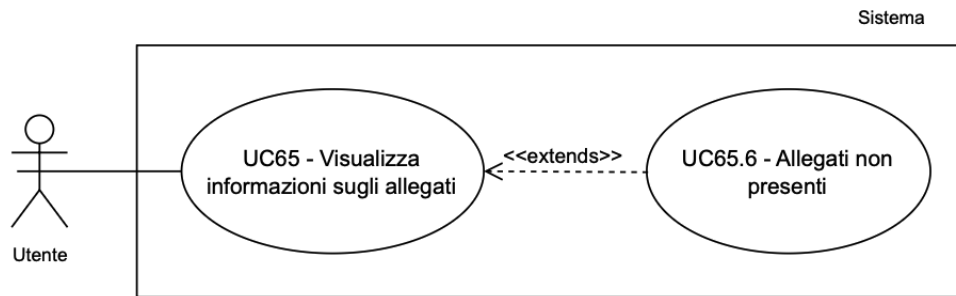 Sistema
UC65 - Visualizza
informazioni sugli allegati
<<extends>>
UC65.6 - Allegati non
presenti
Utente